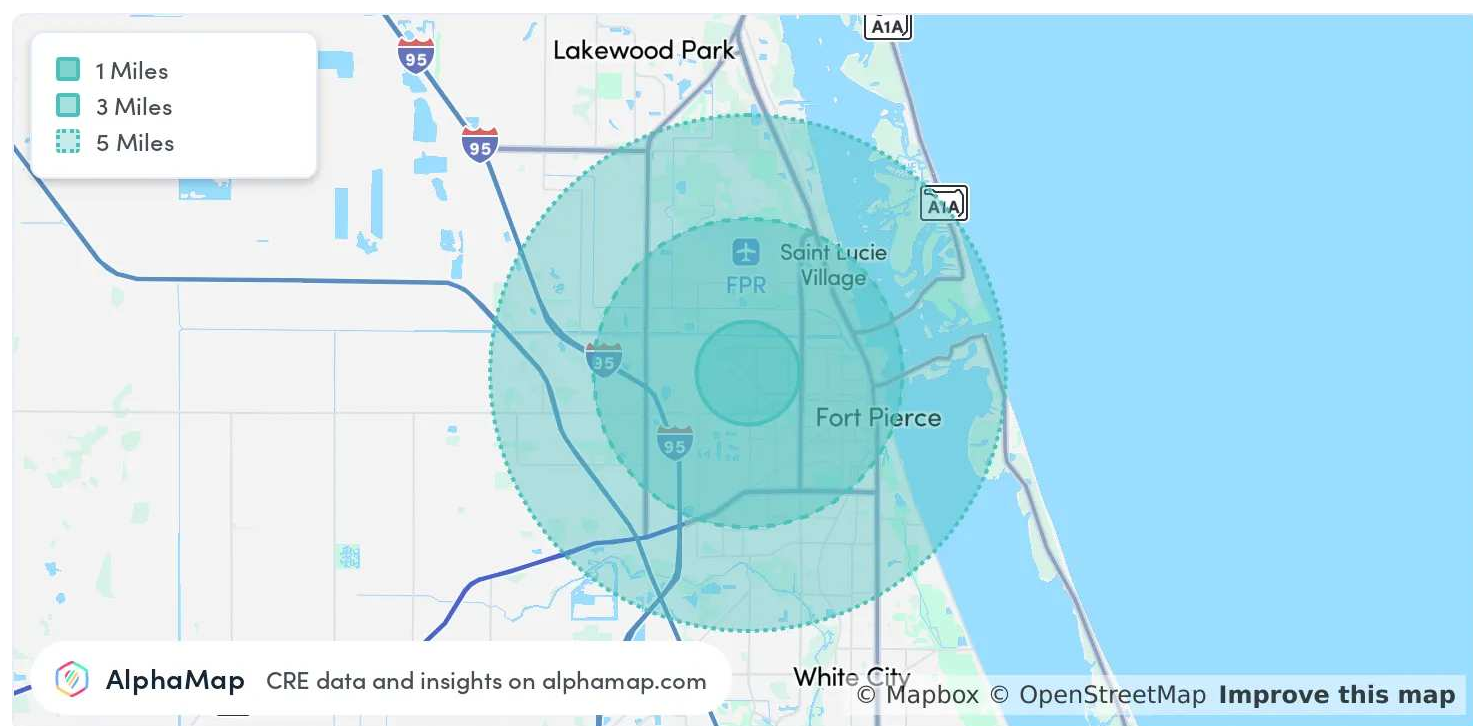 A1A
Lakewood Park
95
1 Miles
3 Miles
5 Miles
95
A1A
Saint Lucie
Village
FPR
95
Fort Pierce
95
White City
AlphaMap CRE data and insights on alphamap.com
© Mapbox © OpenStreetMap Improve this map